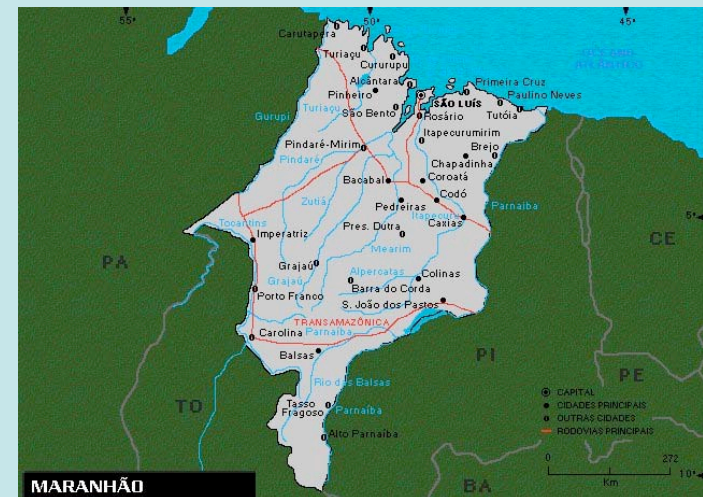 55°
50°
45°
Carutapera
Turiaçu
Cururupu
OCEANO
ATLÂNTICO
Alcântara
Primeira Cruz
Pinheiro
SÃO LUÍS
Paulino Neves
Turiaçu
São Bento
Rosário
Tutóia
Gurupi
Itapecurumirim
Pindaré-Mirim
Brejo
Pindaré
Chapadinha
Bacabal
Coroatá
Zutiá
Codó
Pedreiras
Parnaiba
Itapecuru
5°
Tocantins
Caxias
Imperatriz
Pres. Dutra
CE
Mearim
PA
Grajaú
Alpercatas
Colinas
Grajaú
Barra do Corda
Porto Franco
S. João dos Pastos
TRANSAMAZÔNICA
Carolina
Parnaíba
Balsas
PI
PE
Rio das Balsas
CAPITAL
TO
Tasso
Fragoso
Parnaíba
CIDADES PRINCIPAIS
OUTRAS CIDADES
RODOVIAS PRINCIPAIS
Alto Parnaíba
0
272
Km
10°
BA
MARANHÃO